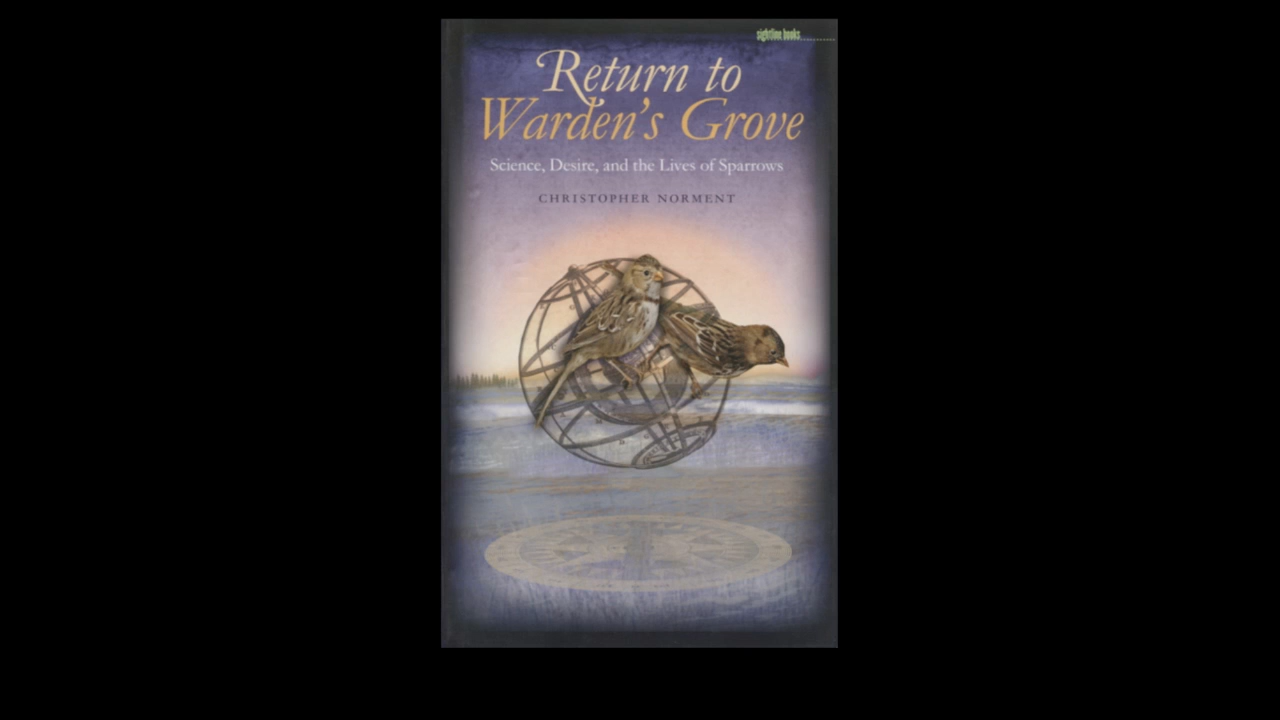 sightline books
Return to
Warden's Grove
Science, Desire, and the Lives of Sparrows
CHRISTOPHER NORMENT